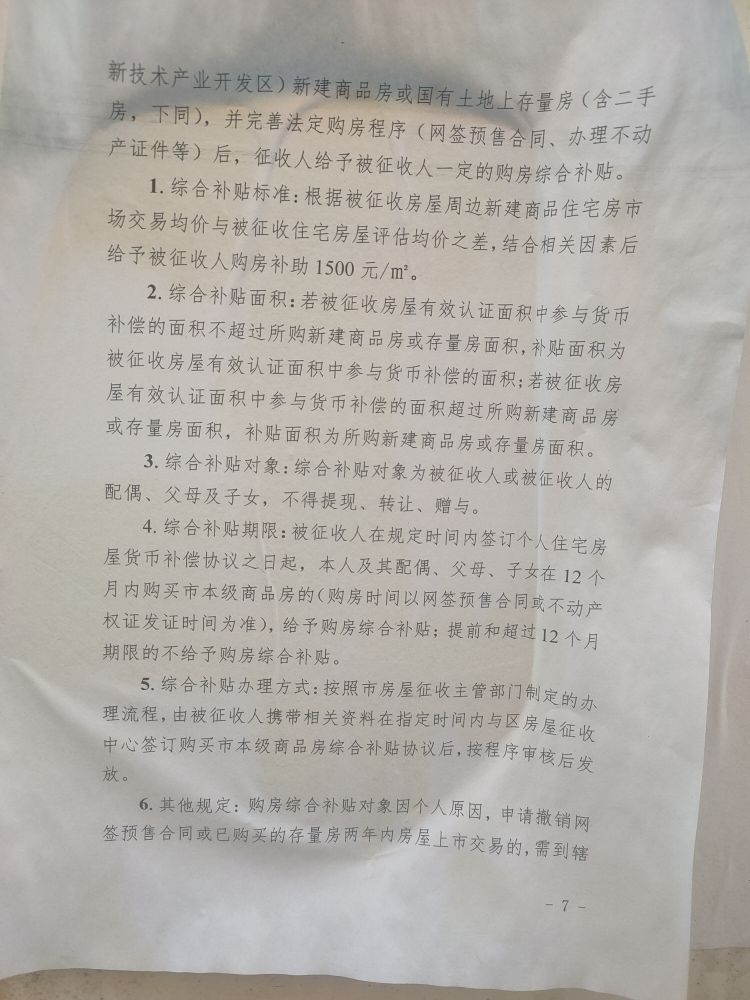 新技术产业开发区）新建商品房或国有土地上存量房（含二手
房，下同），并完善法定购房程序（网签预售合同、办理不动
产证件等）后，征收人给予被征收人一定的购房综合补贴。
1. 综合补贴标准：根据被征收房屋周边新建商品住宅房市
场交易均价与被征收住宅房屋评估均价之差，结合相关因素后
给予被征收人购房补助 1500 元/㎡。
2. 综合补贴面积：若被征收房屋有效认证面积中参与货币
补偿的面积不超过所购新建商品房或存量房面积，补贴面积为
被征收房屋有效认证面积中参与货币补偿的面积；若被征收房
屋有效认证面积中参与货币补偿的面积超过所购新建商品房
或存量房面积，补贴面积为所购新建商品房或存量房面积。
3. 综合补贴对象：综合补贴对象为被征收人或被征收人的
配偶、父母及子女，不得提现、转让、赠与。
4. 综合补贴期限：被征收人在规定时间内签订个人住宅房
屋货币补偿协议之日起，本人及其配偶、父母、子女在 12 个
月内购买市本级商品房的（购房时间以网签预售合同或不动产
权证发证时间为准），给予购房综合补贴；提前和超过 12 个月
期限的不给予购房综合补贴。
5. 综合补贴办理方式：按照市房屋征收主管部门制定的办
理流程，由被征收人携带相关资料在指定时间内与区房屋征收
中心签订购买市本级商品房综合补贴协议后，按程序审核后发
放。
6. 其他规定：购房综合补贴对象因个人原因，申请撤销网
签预售合同或已购买的存量房两年内房屋上市交易的，需到辖
- 7 -